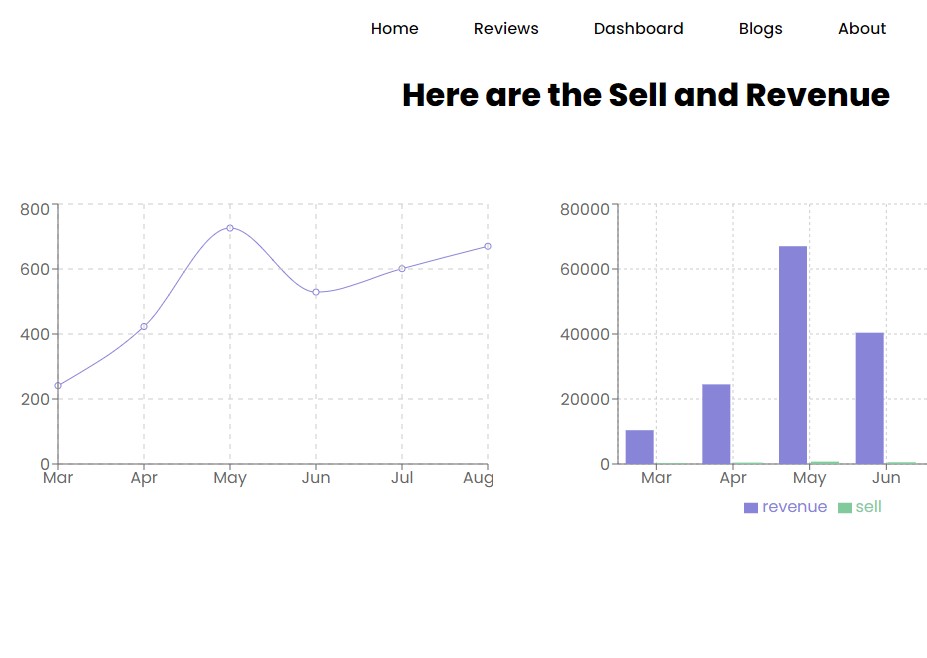 Home Reviews Dashboard Blogs About
Here are the Sell and Revenue
800
600
400
200
0
Mar Apr May Jun Jul Aug
80000
60000
40000
20000
0
Mar Apr May Jun
revenue sell